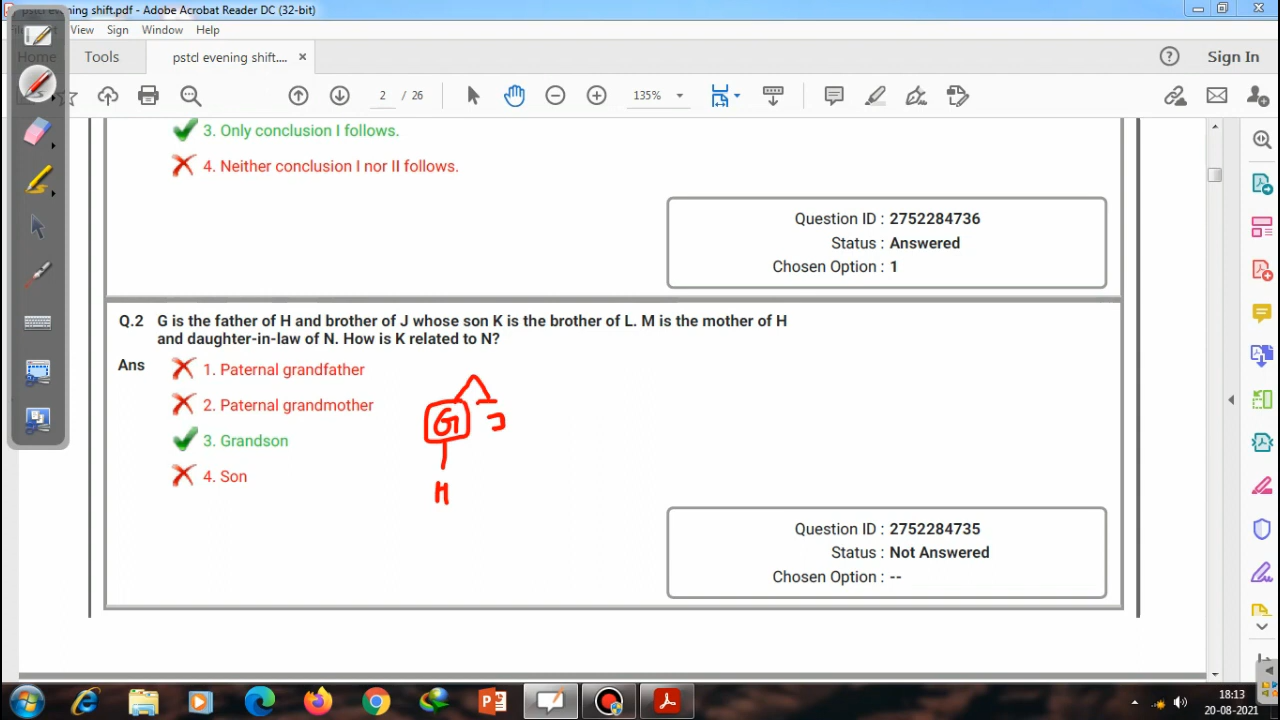 pstcl evening shift.pdf - Adobe Acrobat Reader DC (32-bit)
View Sign Window Help
Home Tools pstcl evening shift.... × Sign In
2 / 26 135%
3. Only conclusion I follows.
4. Neither conclusion I nor II follows.
Question ID : 2752284736
Status : Answered
Chosen Option : 1
Q.2 G is the father of H and brother of J whose son K is the brother of L. M is the mother of H
and daughter-in-law of N. How is K related to N?
Ans 1. Paternal grandfather
2. Paternal grandmother
3. Grandson
4. Son
G J
H
Question ID : 2752284735
Status : Not Answered
Chosen Option : --
18:13
20-08-2021